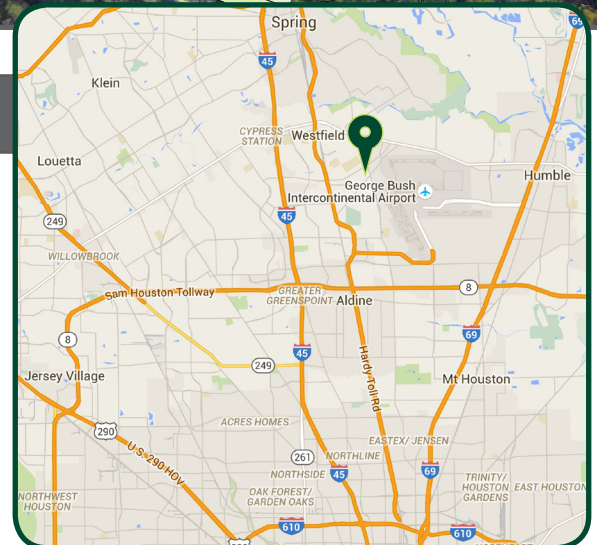 Spring
69
45
Klein
CYPRESS
STATION
Westfield
Louetta
George Bush
Intercontinental Airport
Humble
45
249
WILLOWBROOK
Sam Houston Tollway
GREATER
GREENSPOINT
Aldine
8
8
69
45
249
Hardy Toll Rd
Jersey Village
Mt Houston
ACRES HOMES
290
U.S. 290 HOV
EASTEX/ JENSEN
261
NORTHLINE
NORTHSIDE
45
69
TRINITY/
HOUSTON
GARDENS
EAST HOUSTON
OAK FOREST/
GARDEN OAKS
NORTHWEST
HOUSTON
610
610